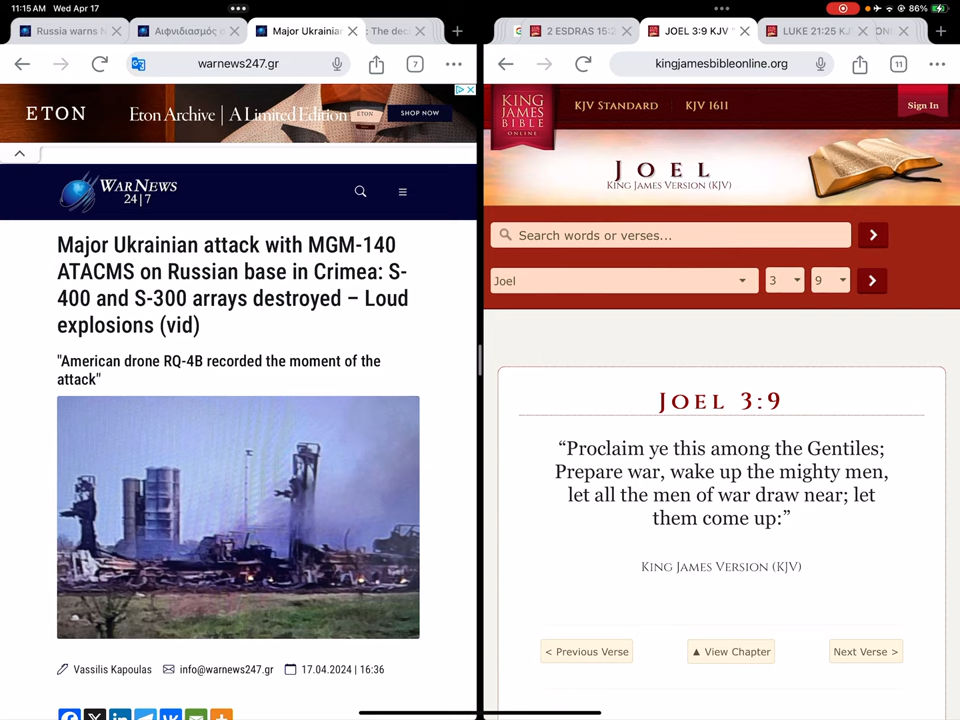 11:15 AM Wed Apr 17
86%
Russia warns N
Αιφνιδιασμός σ
Major Ukrainia
: The dec
warnews247.gr
7
ETON
Eton Archive | A Limited Edition
ETON
SHOP NOW
WARNEWS
24|7
Major Ukrainian attack with MGM-140
ATACMS on Russian base in Crimea: S-
400 and S-300 arrays destroyed – Loud
explosions (vid)
"American drone RQ-4B recorded the moment of the
attack"
Vassilis Kapoulas
info@warnews247.gr
17.04.2024 | 16:36
2 ESDRAS 15:2
JOEL 3:9 KJV
LUKE 21:25 KJ
kingjamesbibleonline.org
11
KING
JAMES
BIBLE
ONLINE
KJV STANDARD
KJV 1611
Sign In
JOEL
KING JAMES VERSION (KJV)
Search words or verses...
Joel
3
9
JOEL 3:9
“Proclaim ye this among the Gentiles;
Prepare war, wake up the mighty men,
let all the men of war draw near; let
them come up:”
KING JAMES VERSION (KJV)
< Previous Verse
▲ View Chapter
Next Verse >